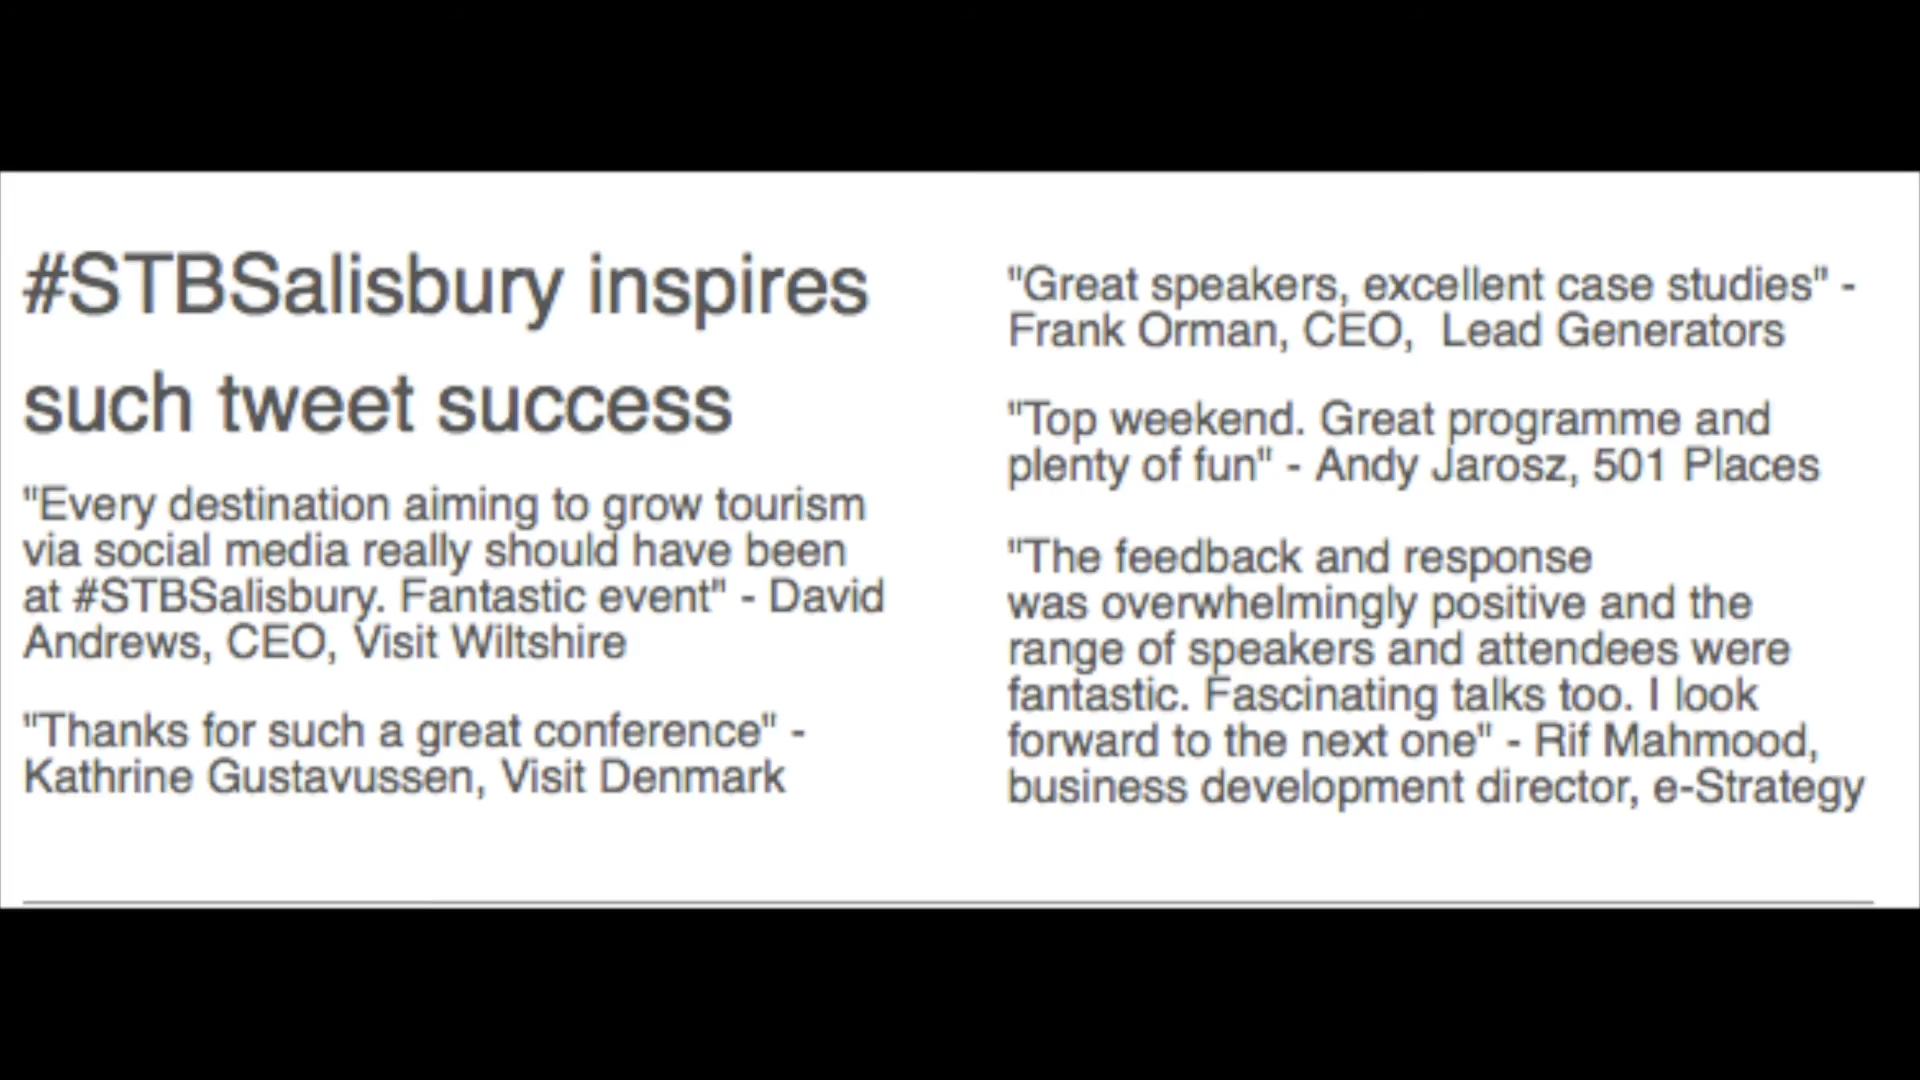 #STBSalisbury inspires
such tweet success
"Every destination aiming to grow tourism
via social media really should have been
at #STBSalisbury. Fantastic event" - David
Andrews, CEO, Visit Wiltshire
"Thanks for such a great conference" -
Kathrine Gustavussen, Visit Denmark
"Great speakers, excellent case studies" -
Frank Orman, CEO,  Lead Generators
"Top weekend. Great programme and
plenty of fun" - Andy Jarosz, 501 Places
"The feedback and response
was overwhelmingly positive and the
range of speakers and attendees were
fantastic. Fascinating talks too. I look
forward to the next one" - Rif Mahmood,
business development director, e-Strategy